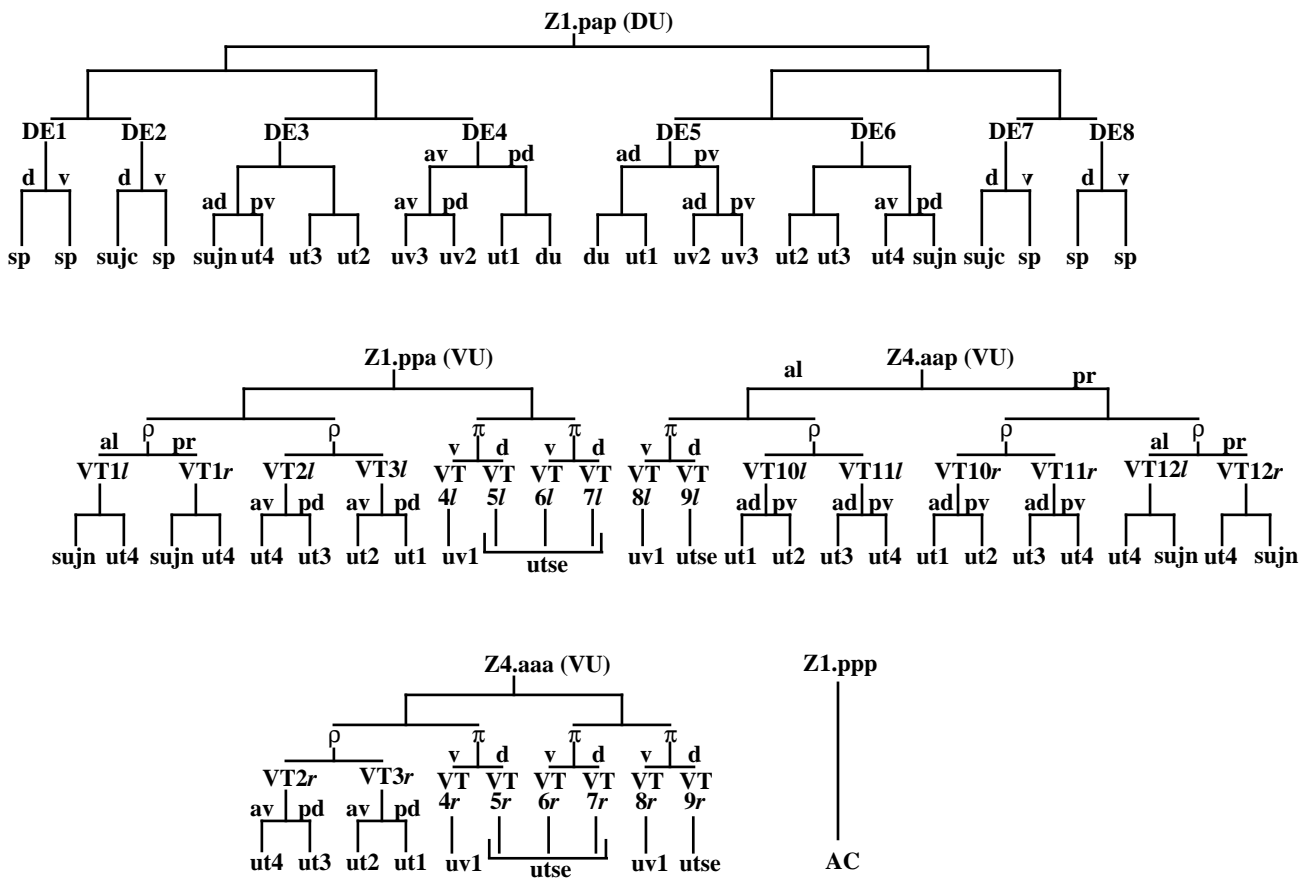 Z1.pap (DU)
DE1 DE2 DE3 DE4 DE5 DE6 DE7 DE8
av pd ad pv
d v d v ad pv av pd ad pv av pd d v d v
sp sp sujc sp sujn ut4 ut3 ut2 uv3 uv2 ut1 du du ut1 uv2 uv3 ut2 ut3 ut4 sujn sujc sp sp sp
Z1.ppa (VU) Z4.aap (VU)
al pr
ρ ρ π π π ρ ρ ρ
al pr v d v d v d al pr
VT1l VT1r VT2l VT3l VT VT VT VT VT VT VT10l VT11l VT10r VT11r VT12l VT12r
4l 5l 6l 7l 8l 9l
av pd av pd ad pv ad pv ad pv ad pv
sujn ut4 sujn ut4 ut4 ut3 ut2 ut1 uv1 utse uv1 utse ut1 ut2 ut3 ut4 ut1 ut2 ut3 ut4 ut4 sujn ut4 sujn
Z4.aaa (VU) Z1.ppp
ρ π π π
v d v d v d
VT2r VT3r VT VT VT VT VT VT
4r 5r 6r 7r 8r 9r
av pd av pd
ut4 ut3 ut2 ut1 uv1 utse uv1 utse AC